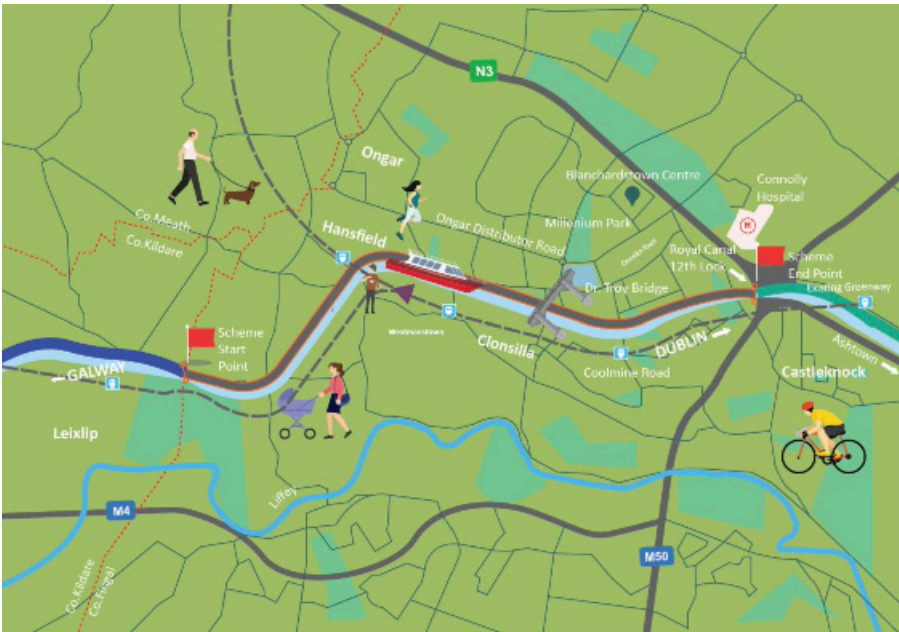 N3
Ongar
Blanchardstown Centre
Connolly
Hospital
H
Co.Meath
Co.Kildare
Hansfield
Ongar Distributor Road
Millenium Park
Road
Royal Canal
12th Lock
Scheme
End Point
Dr. Troy Bridge
Existing Greenway
Scheme
Start
Point
Westmanstown
Clonsilla
DUBLIN
Ashtown
GALWAY
Coolmine Road
Castleknock
Leixlip
Liffey
M4
M50
Co.Kildare
Co.Fingal